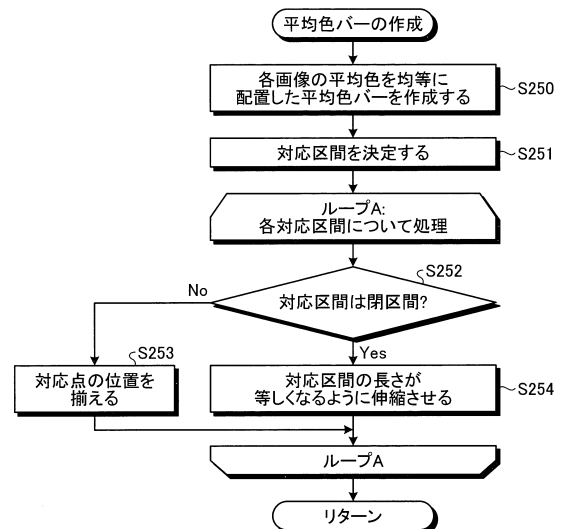 平均色バーの作成
各画像の平均色を均等に
配置した平均色バーを作成する
S250
対応区間を決定する
S251
ループA:
各対応区間について処理
S252
対応区間は閉区間?
No
Yes
S253
対応点の位置を
揃える
対応区間の長さが
等しくなるように伸縮させる
S254
ループA
リターン